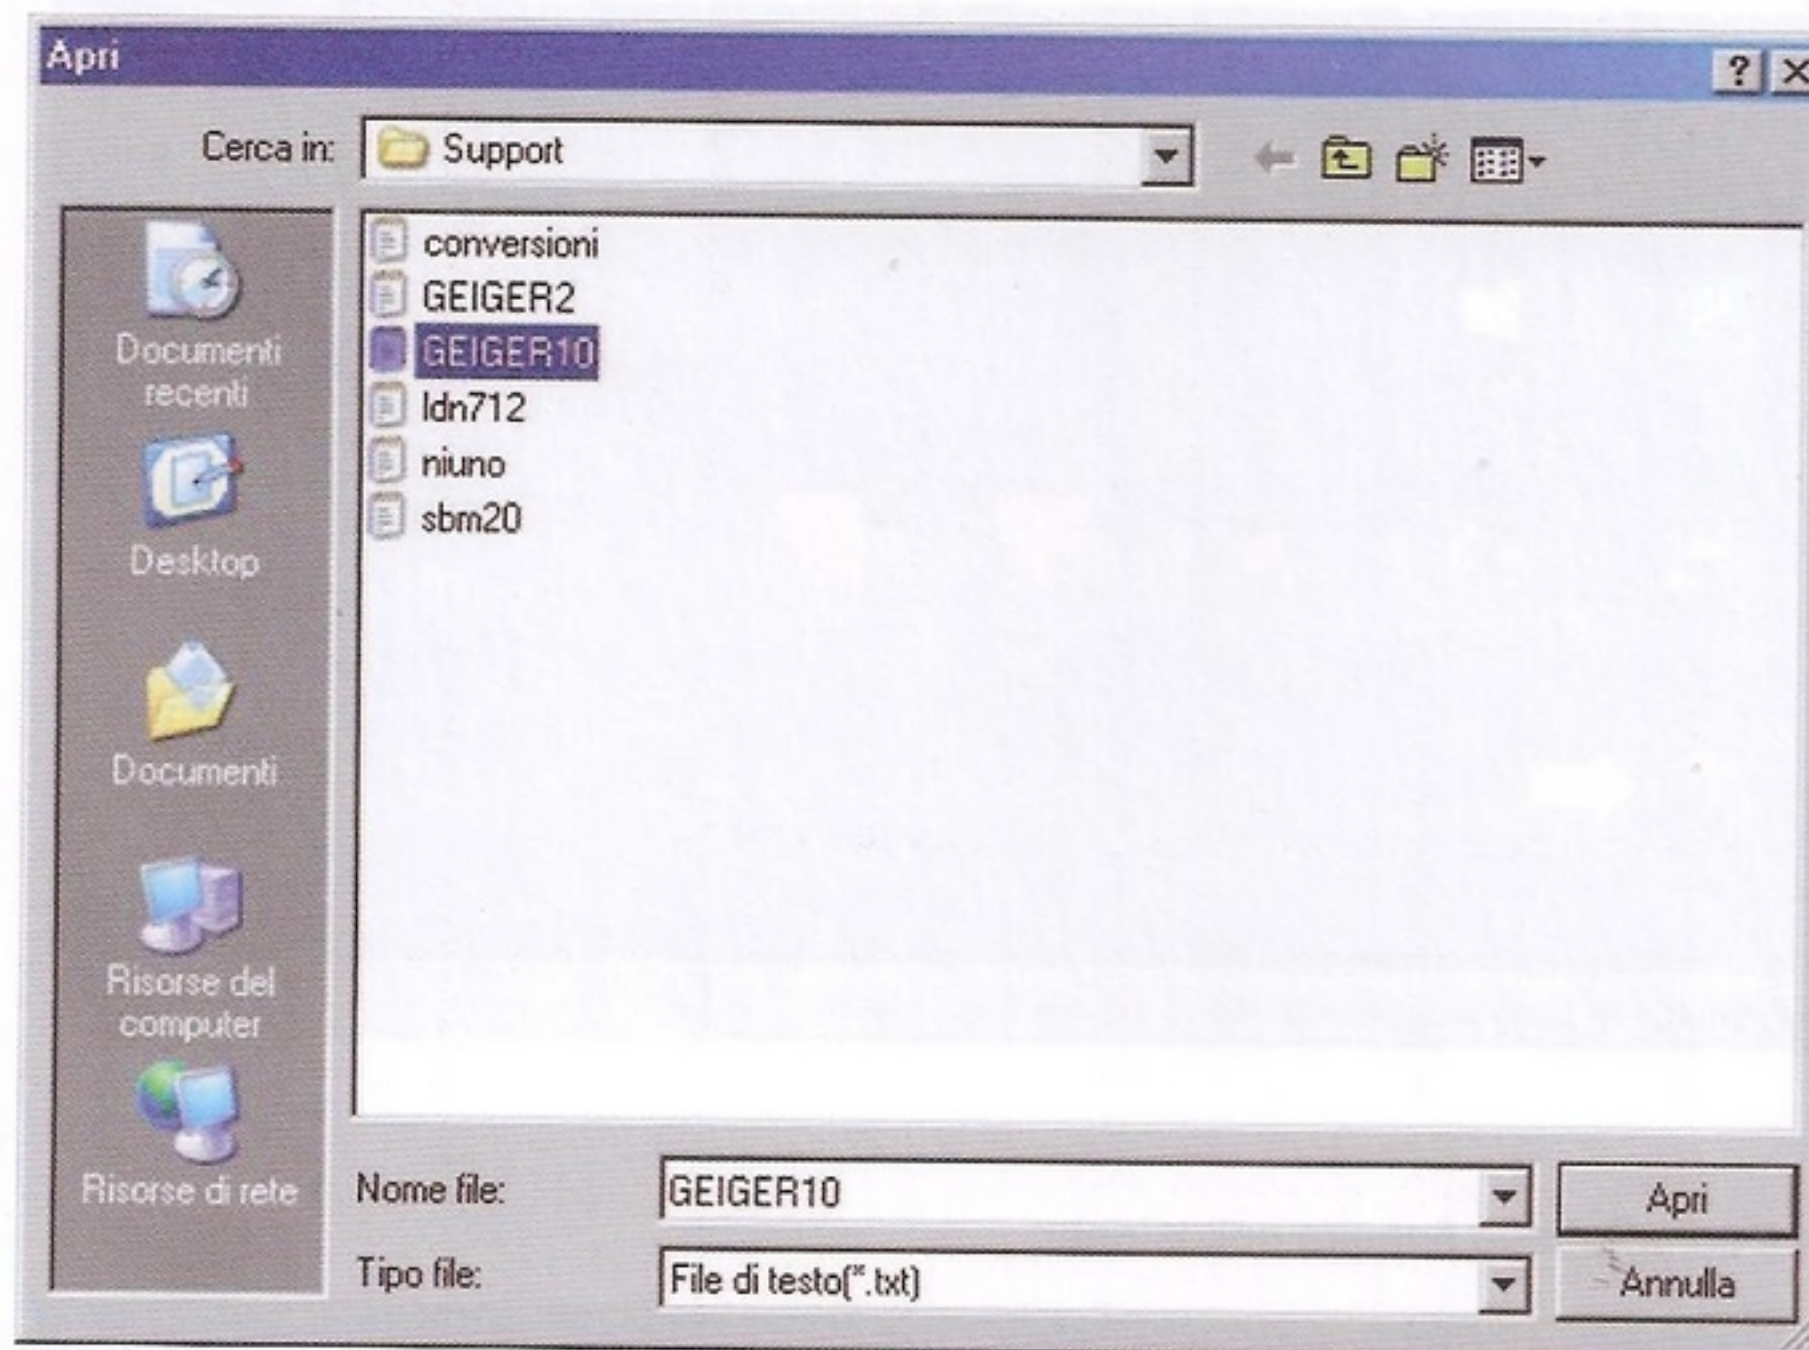 Apri
Cerca in: Support
conversioni
GEIGER2
GEIGER10
ldn712
niuno
sbm20
Documenti
recenti
Desktop
Documenti
Risorse del
computer
Risorse di rete
Nome file: GEIGER10 Apri
Tipo file: File di testo(*.txt) Annulla